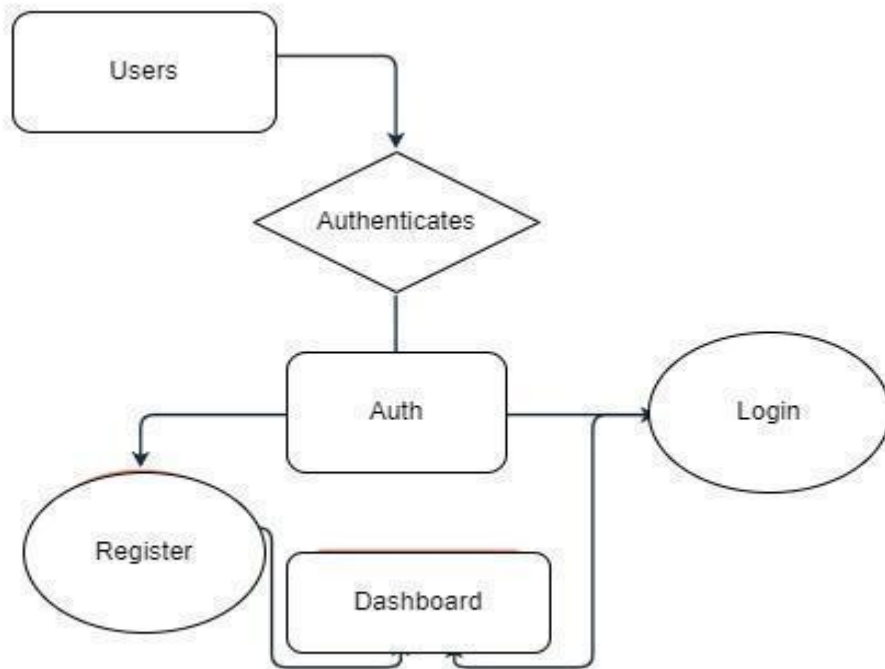 Users
Authenticates
Auth
Login
Register
Dashboard